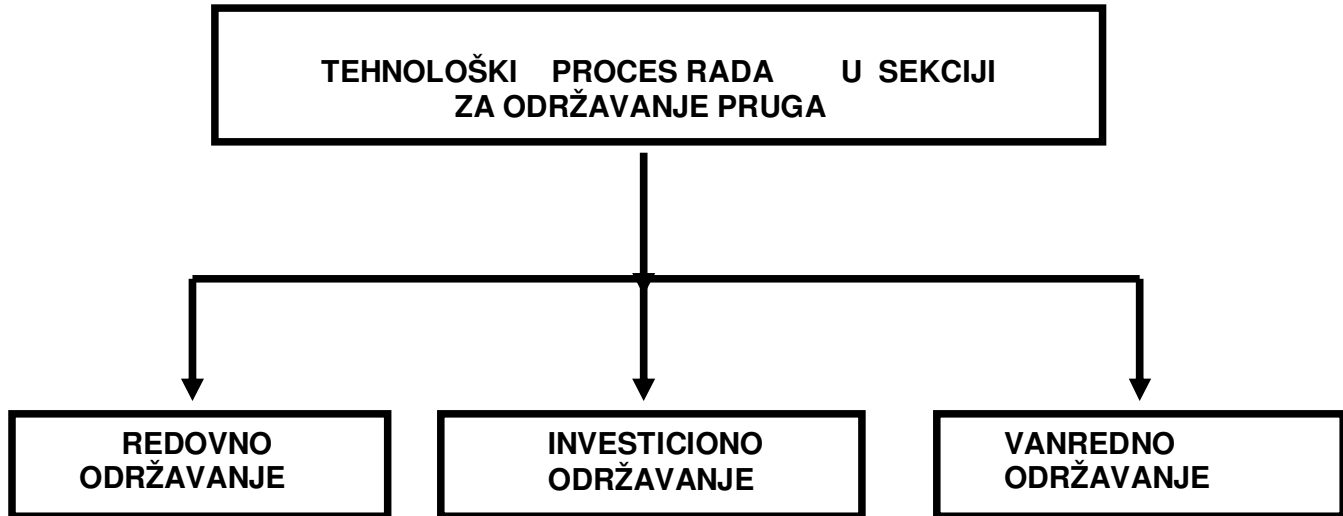 TEHNOLOŠKI PROCES RADA U SEKCIJI
ZA ODRŽAVANJE PRUGA
REDOVNO
ODRŽAVANJE
INVESTICIONO
ODRŽAVANJE
VANREDNO
ODRŽAVANJE